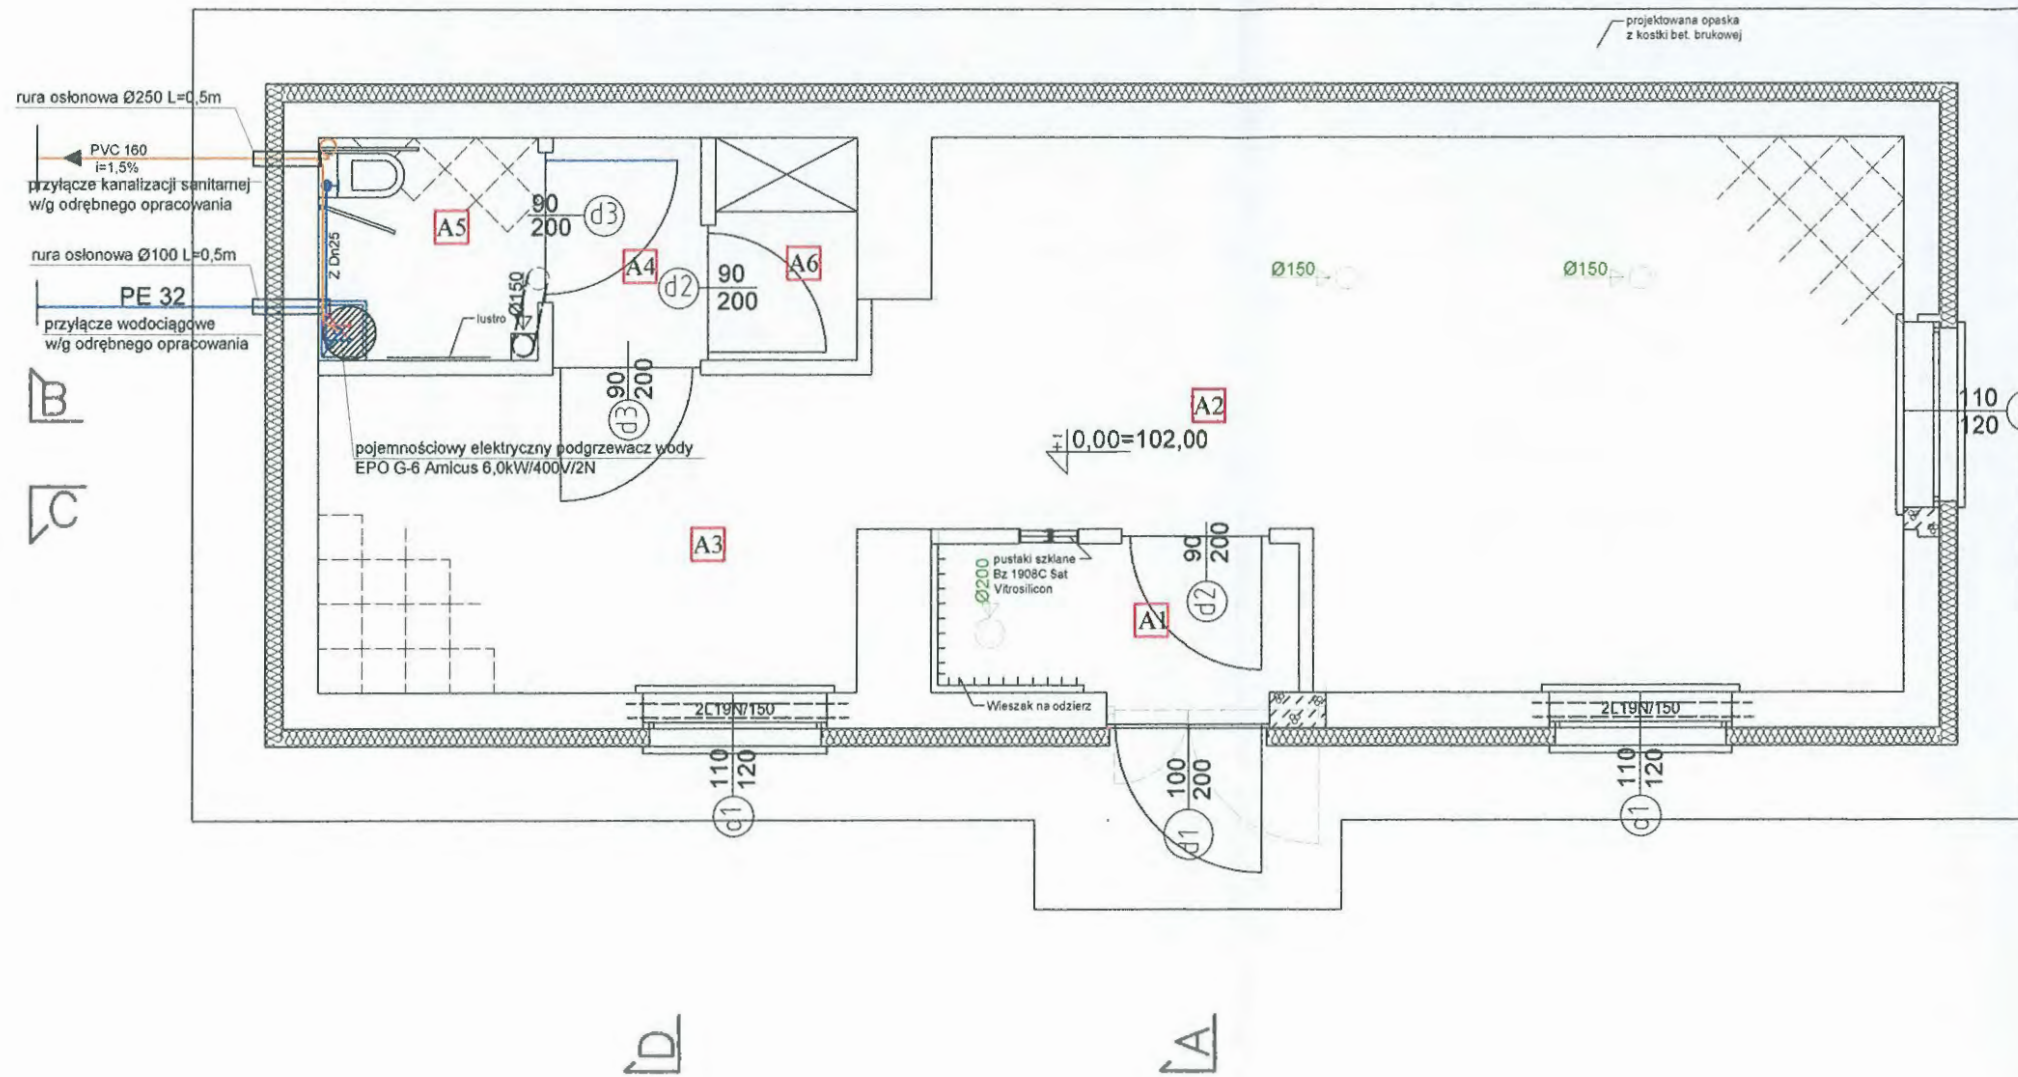 projektowana opaska
z kostki bet. brukowej
rura osłonowa Ø250 L=0,5m
PVC 160
i=1,5%
przyłącze kanalizacji sanitarnej
w/g odrębnego opracowania
rura osłonowa Ø100 L=0,5m
PE 32
przyłącze wodociągowe
w/g odrębnego opracowania
Z Dn25
A5
90
200
d3
A4
d2
90
200
A6
Ø150
lustro
Ø150
Ø150
B
C
90
200
d3
pojemnościowy elektryczny podgrzewacz wody
EPO G-6 Amicus 6,0kW/400V/2N
A2
±0,00=102,00
110
120
A3
Ø200
pustaki szklane
Bz 1908C Sat
Vitrosilicon
90
200
d2
A1
Wieszak na odzierz
2L19N/150
2L19N/150
110
120
d1
100
200
d1
110
120
d1
D
A